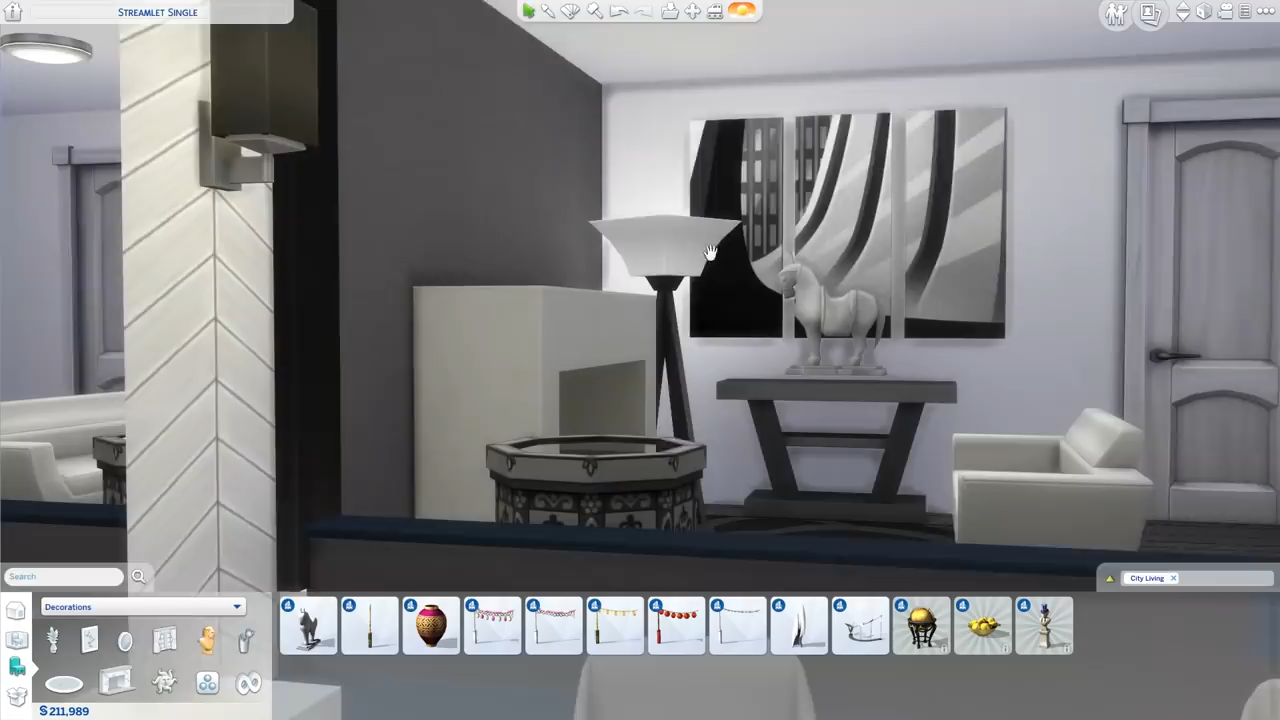 STREAMLET SINGLE
City Living
Search
Decorations
§211,989